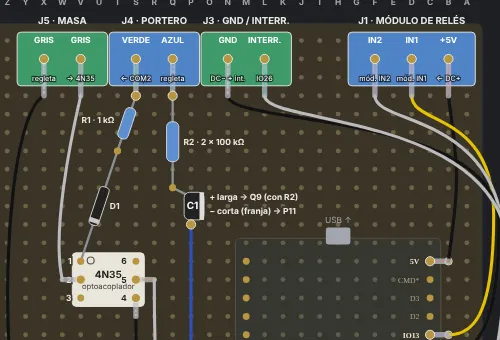 Z Y X W V U T S R Q P O N M L K J I H G F E D C B A
J5 · MASA
J4 · PORTERO
J3 · GND / INTERR.
J1 · MÓDULO DE RELÉS
GRIS GRIS
VERDE AZUL
GND INTERR.
IN2 IN1 +5V
regleta → 4N35
← COM2 regleta
IO26
mód. IN2 mód. IN1 ← DC+
R1 · 1 kΩ
R2 · 2 × 100 kΩ
D1
C1
+ larga → Q9 (con R2)
– corta (franja) → P11
USB ↑
1 6
4N35
5
optoacoplador
3 4
5V
CMD*
D3
D2
IO13